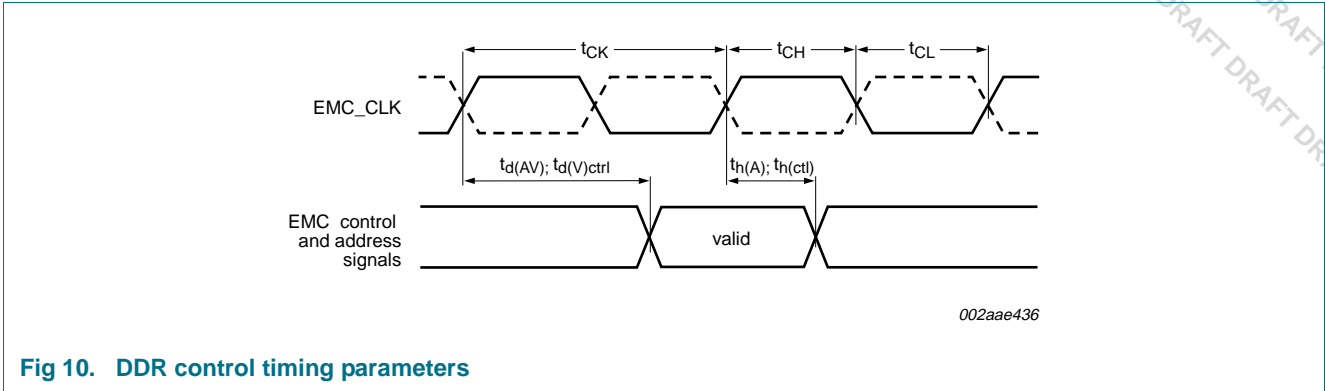 DRAFT DRAFT DR
DRAFT
tCK
tCH
tCL
EMC_CLK
td(AV); td(V)ctrl
th(A); th(ctl)
EMC control
and address
signals
valid
002aae436
Fig 10. DDR control timing parameters